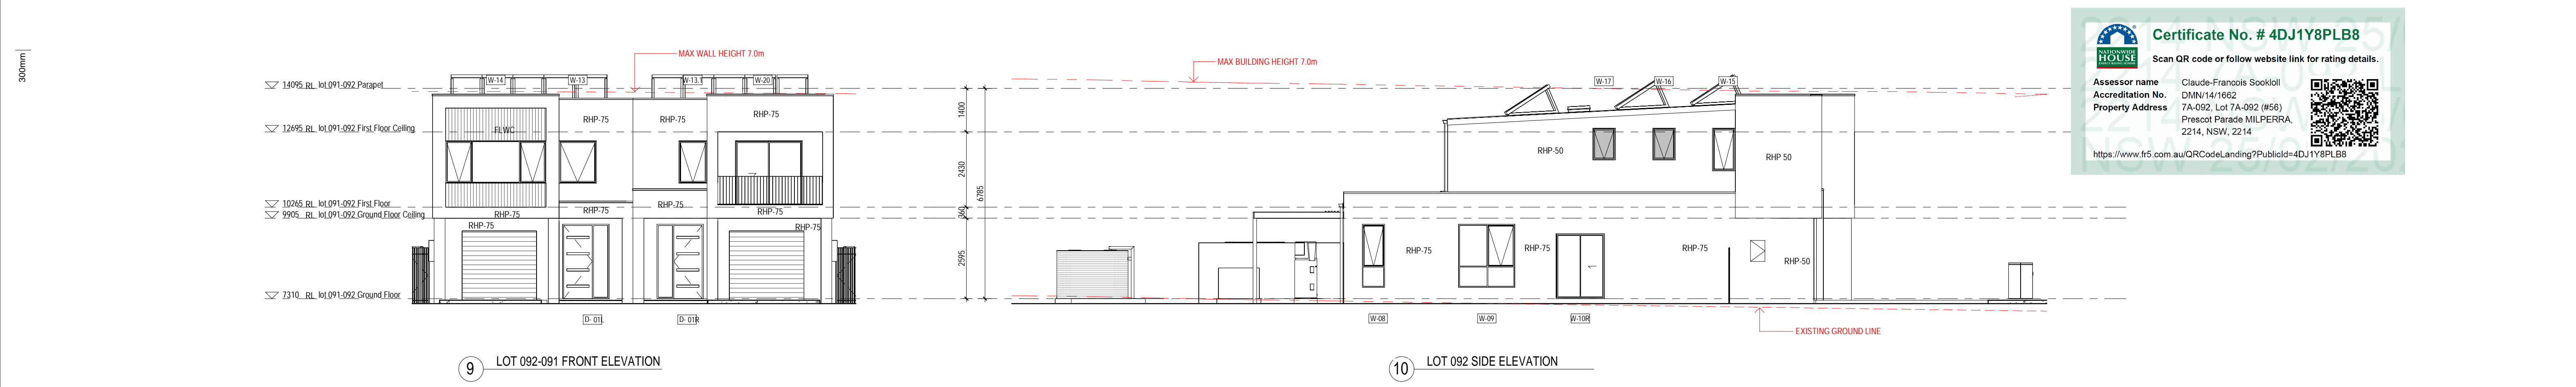 300mm
MAX WALL HEIGHT 7.0m
W-14
W-13
W-13.1
W-20
14095 RL lot 091-092 Parapet
RHP-75
RHP-75
RHP-75
12695 RL lot 091-092 First Floor Ceiling
FLWC
10265 RL lot 091-092 First Floor
9905 RL lot 091-092 Ground Floor Ceiling
RHP-75
RHP-75
RHP-75
RHP-75
RHP-75
RHP-75
7310 RL lot 091-092 Ground Floor
D- 01L
D- 01R
9
LOT 092-091 FRONT ELEVATION
1400
2430
360
2595
6785
MAX BUILDING HEIGHT 7.0m
W-17
W-16
W-15
RHP-50
RHP 50
RHP-75
RHP-75
RHP-75
RHP-50
W-08
W-09
W-10R
EXISTING GROUND LINE
10
LOT 092 SIDE ELEVATION
NATIONWIDE
HOUSE
Certificate No. # 4DJ1Y8PLB8
Scan QR code or follow website link for rating details.
Assessor name Claude-Francois Sookloll
Accreditation No. DMN/14/1662
Property Address 7A-092, Lot 7A-092 (#56)
Prescot Parade MILPERRA,
2214, NSW, 2214
https://www.fr5.com.au/QRCodeLanding?PublicId=4DJ1Y8PLB8